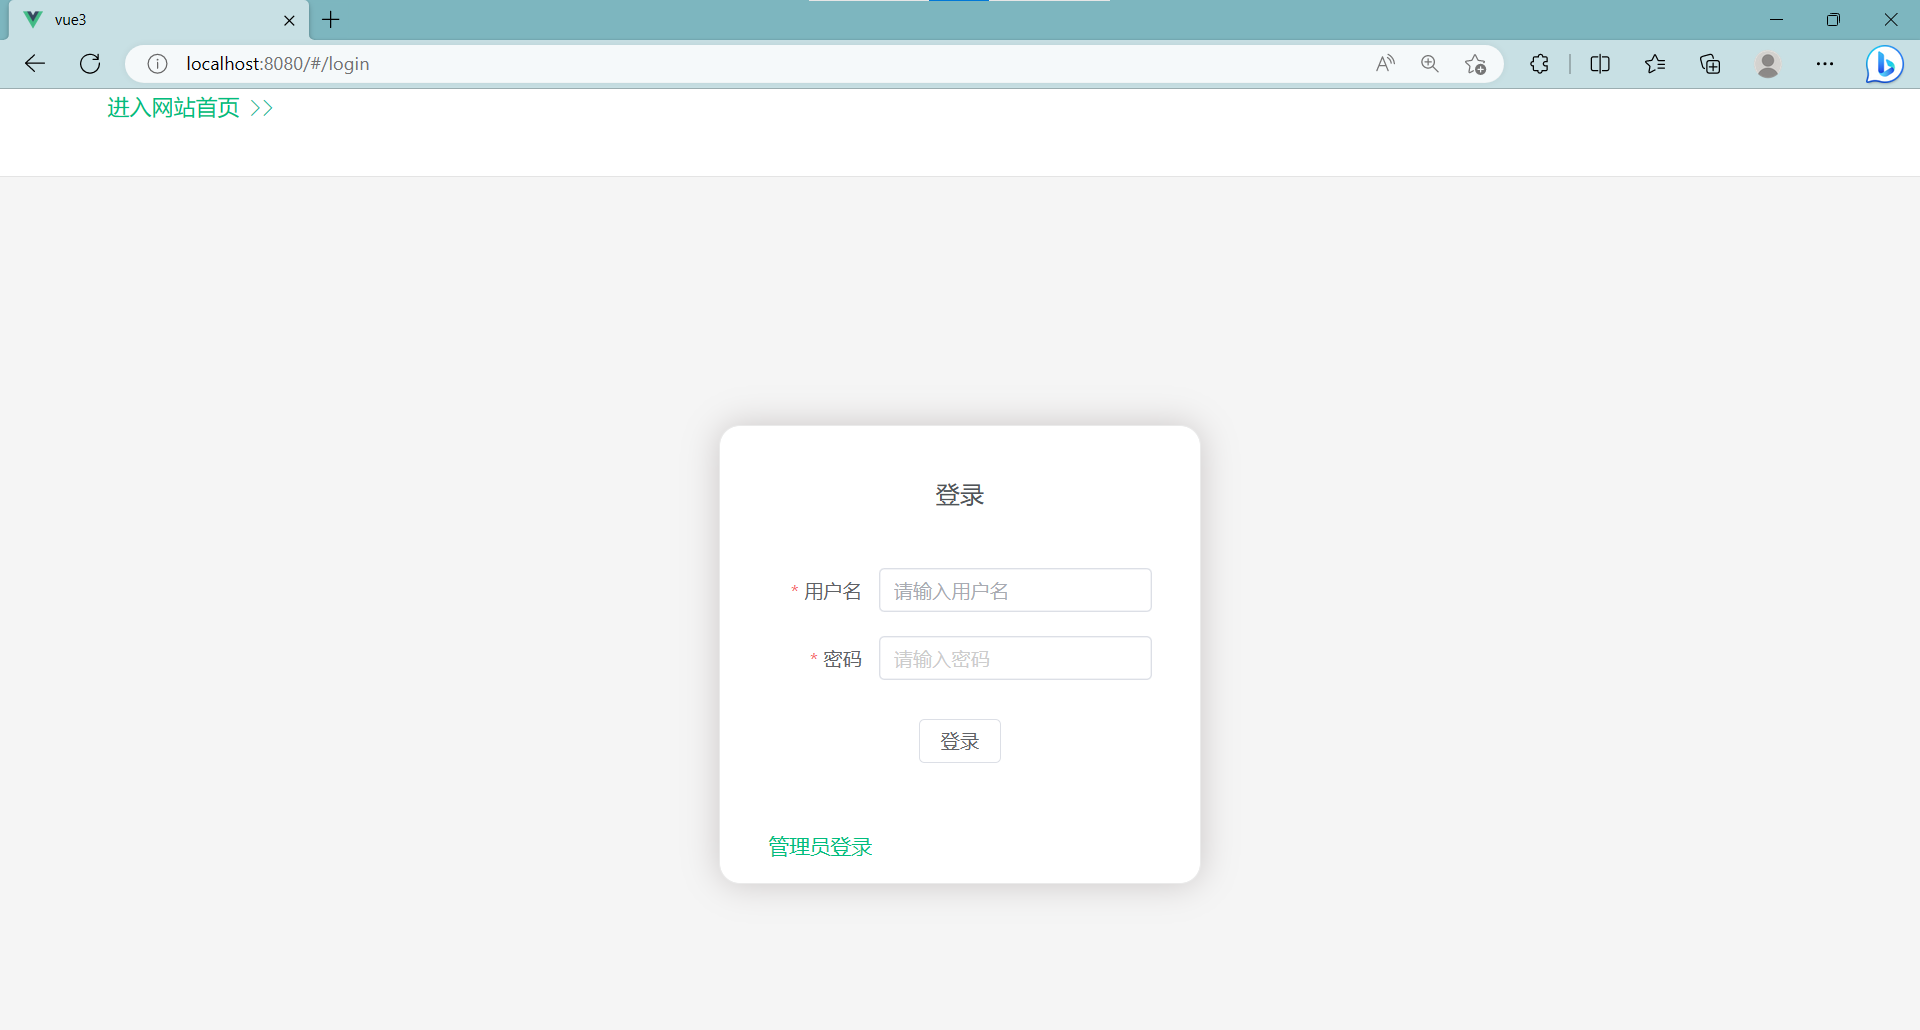 vue3
localhost:8080/#/login
进入网站首页 >>
登录
* 用户名 请输入用户名
* 密码 请输入密码
登录
管理员登录